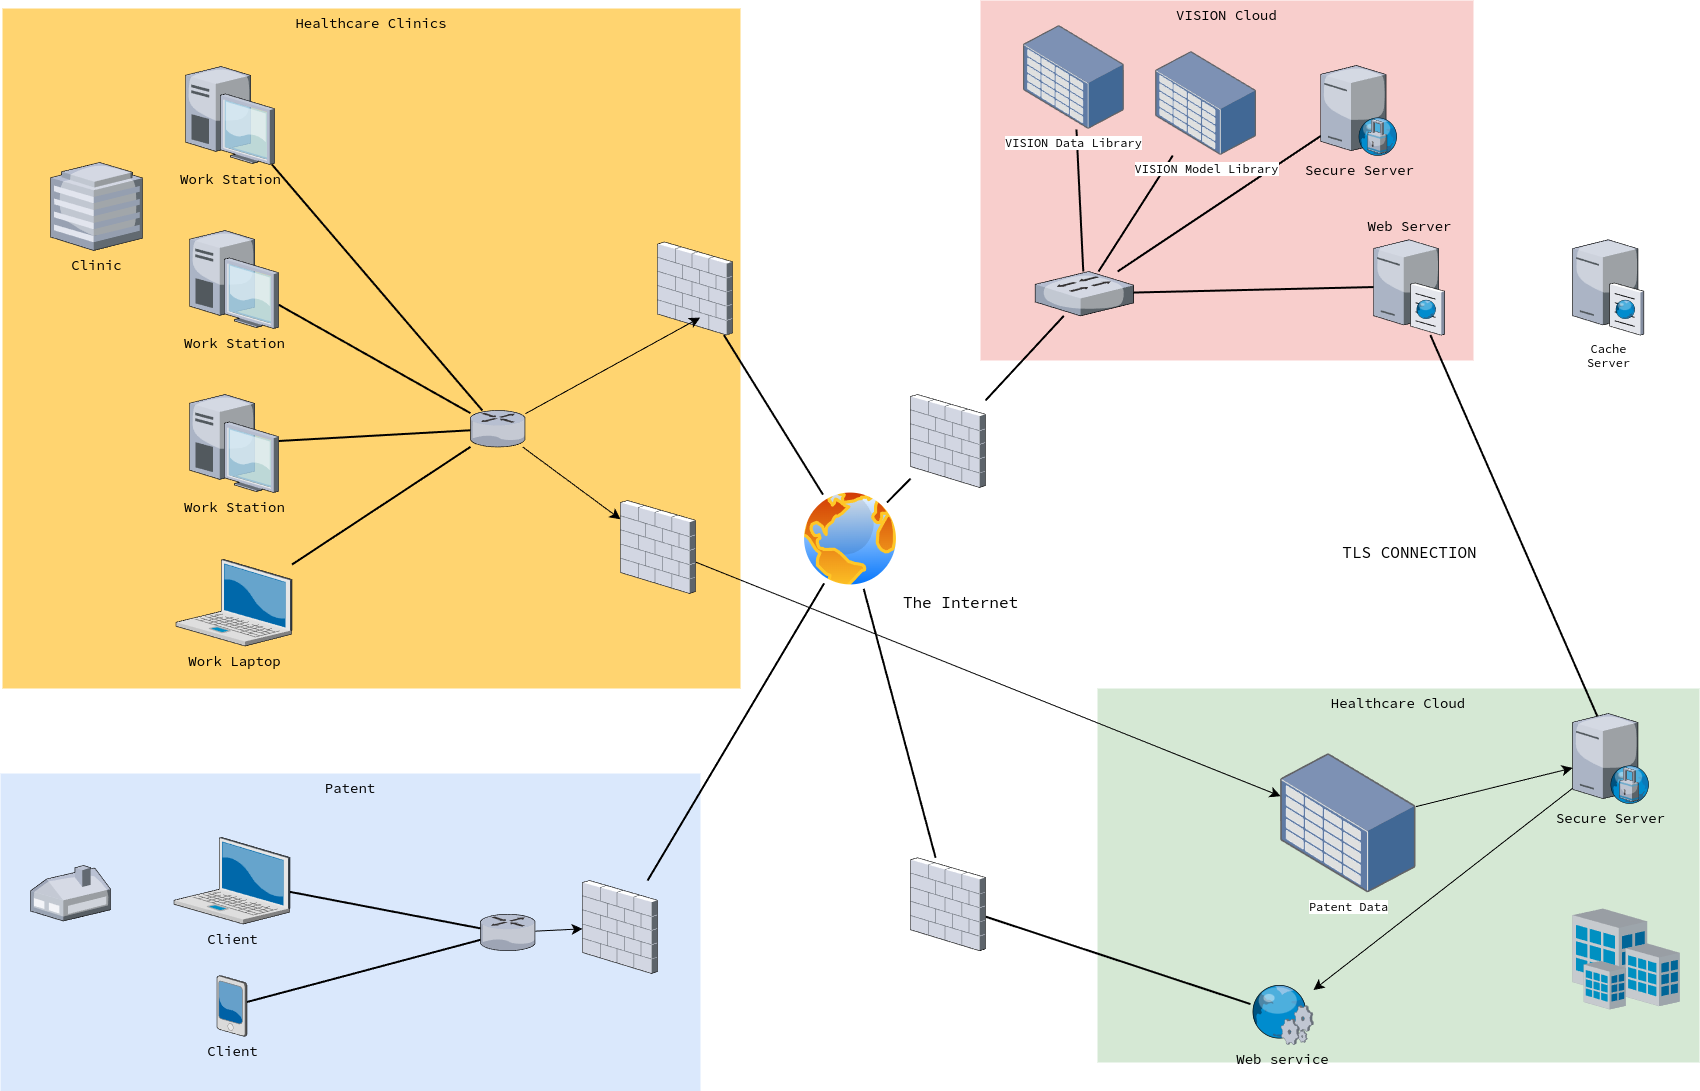 Healthcare Clinics
Work Station
Clinic
Work Station
Work Station
Work Laptop
VISION Cloud
VISION Data Library
VISION Model Library
Secure Server
Web Server
Cache
Server
TLS CONNECTION
The Internet
Patent
Client
Client
Healthcare Cloud
Secure Server
Patent Data
Web service